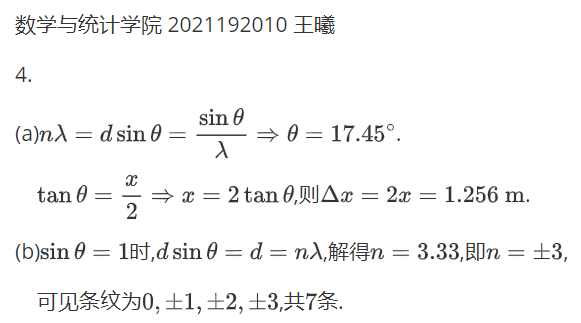 数学与统计学院 2021192010 王曦
4.
(a)nλ = d sin θ = sin θ / λ ⇒ θ = 17.45°.
tan θ = x / 2 ⇒ x = 2 tan θ,则Δx = 2x = 1.256 m.
(b)sin θ = 1时,d sin θ = d = nλ,解得n = 3.33,即n = ±3,
可见条纹为0, ±1, ±2, ±3,共7条.